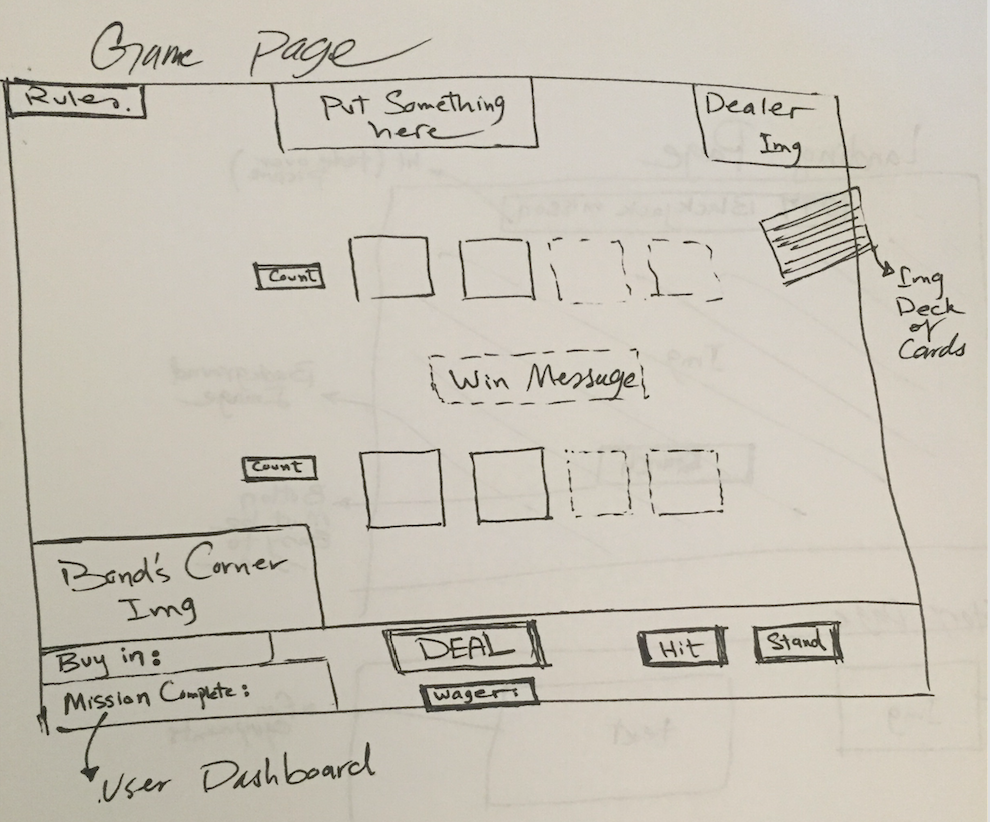 Game Page
Rules.
Put Something
here
Dealer
Img
Count
Img
Deck
of
Cards
Win Message
Count
Bond's Corner
Img
Buy in:
DEAL
Hit
Stand
Mission Complete:
wager:
User Dashboard